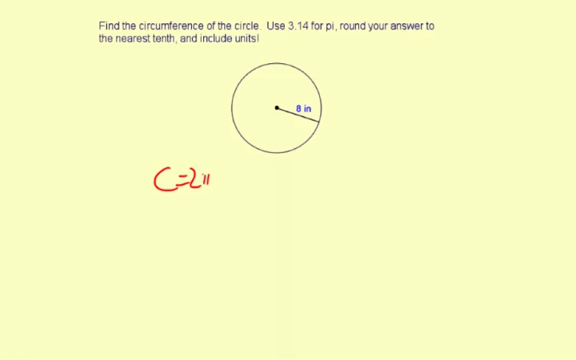 Find the circumference of the circle. Use 3.14 for pi, round your answer to
the nearest tenth, and include units!
8 in
C=2π